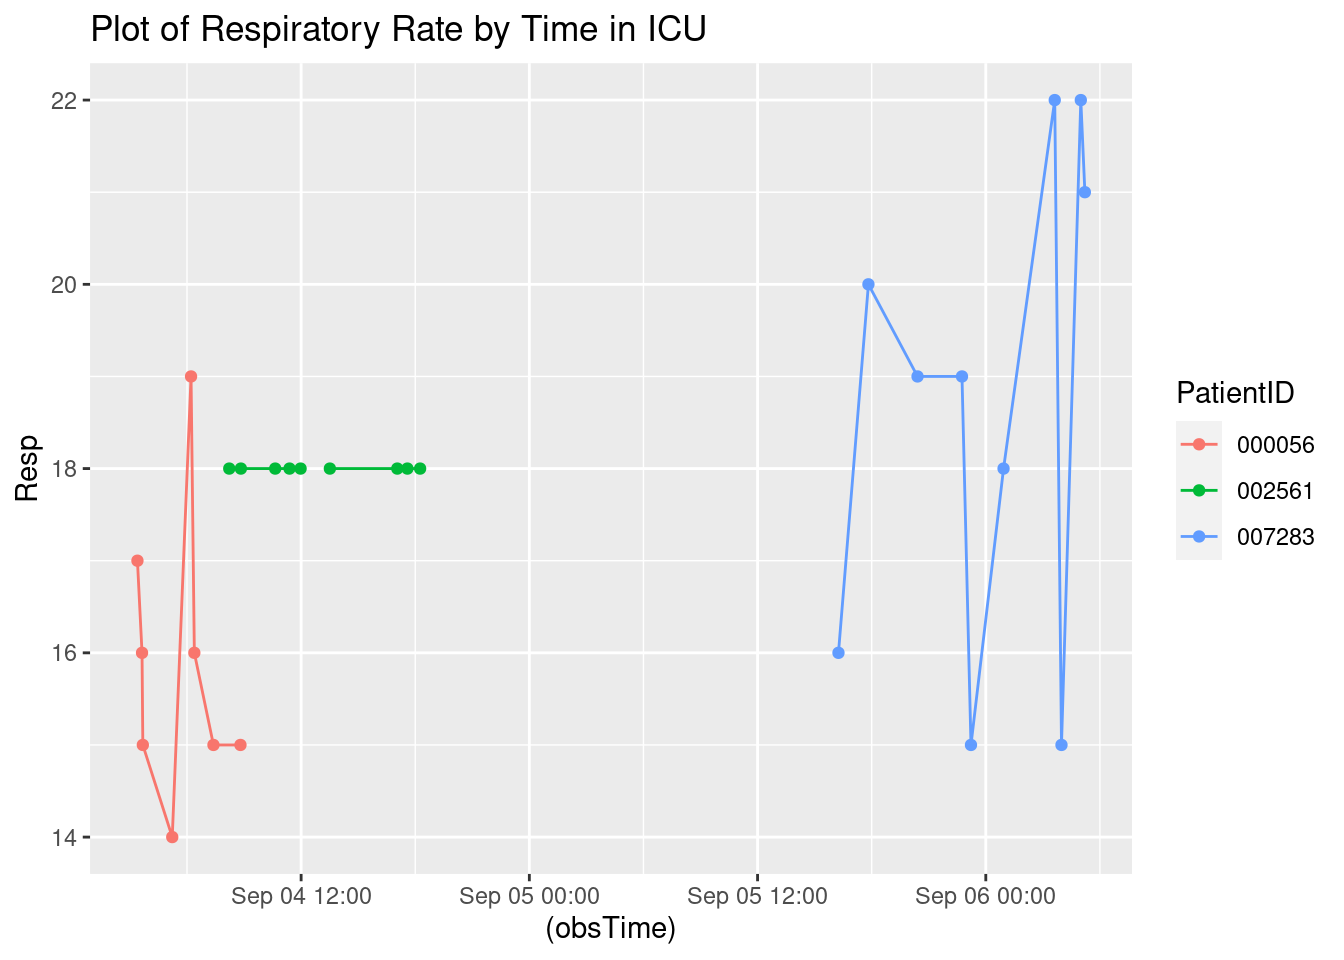 Plot of Respiratory Rate by Time in ICU
22
20
18
16
14
Resp
Sep 04 12:00 Sep 05 00:00 Sep 05 12:00 Sep 06 00:00
(obsTime)
PatientID
000056
002561
007283